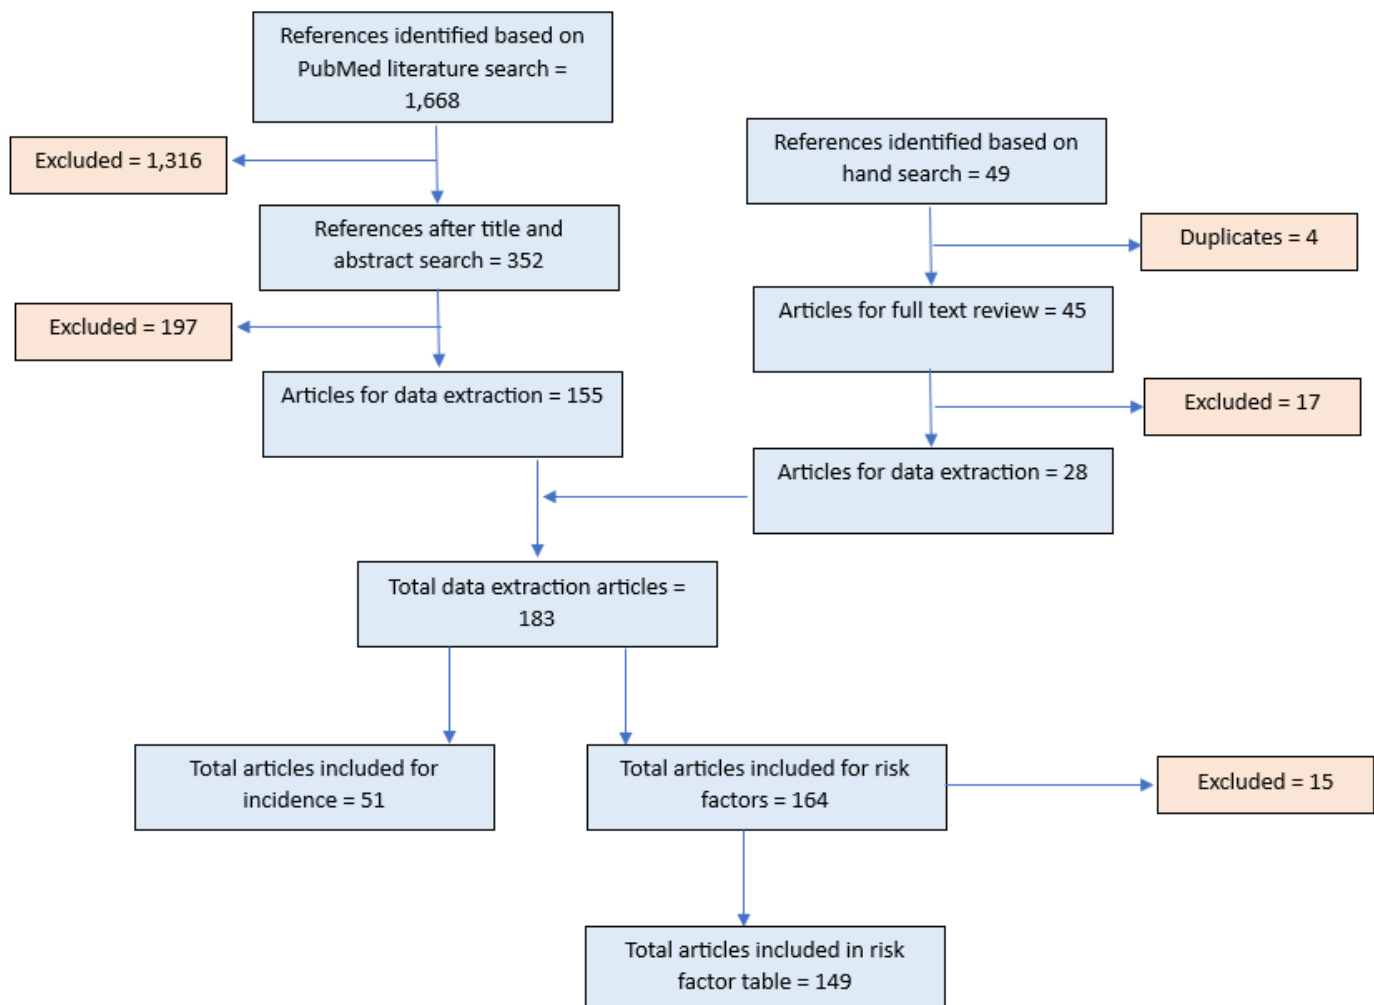 References identified based on
PubMed literature search =
1,668
Excluded = 1,316
References identified based on
hand search = 49
References after title and
abstract search = 352
Duplicates = 4
Excluded = 197
Articles for full text review = 45
Articles for data extraction = 155
Excluded = 17
Articles for data extraction = 28
Total data extraction articles =
183
Total articles included for
incidence = 51
Total articles included for risk
factors = 164
Excluded = 15
Total articles included in risk
factor table = 149